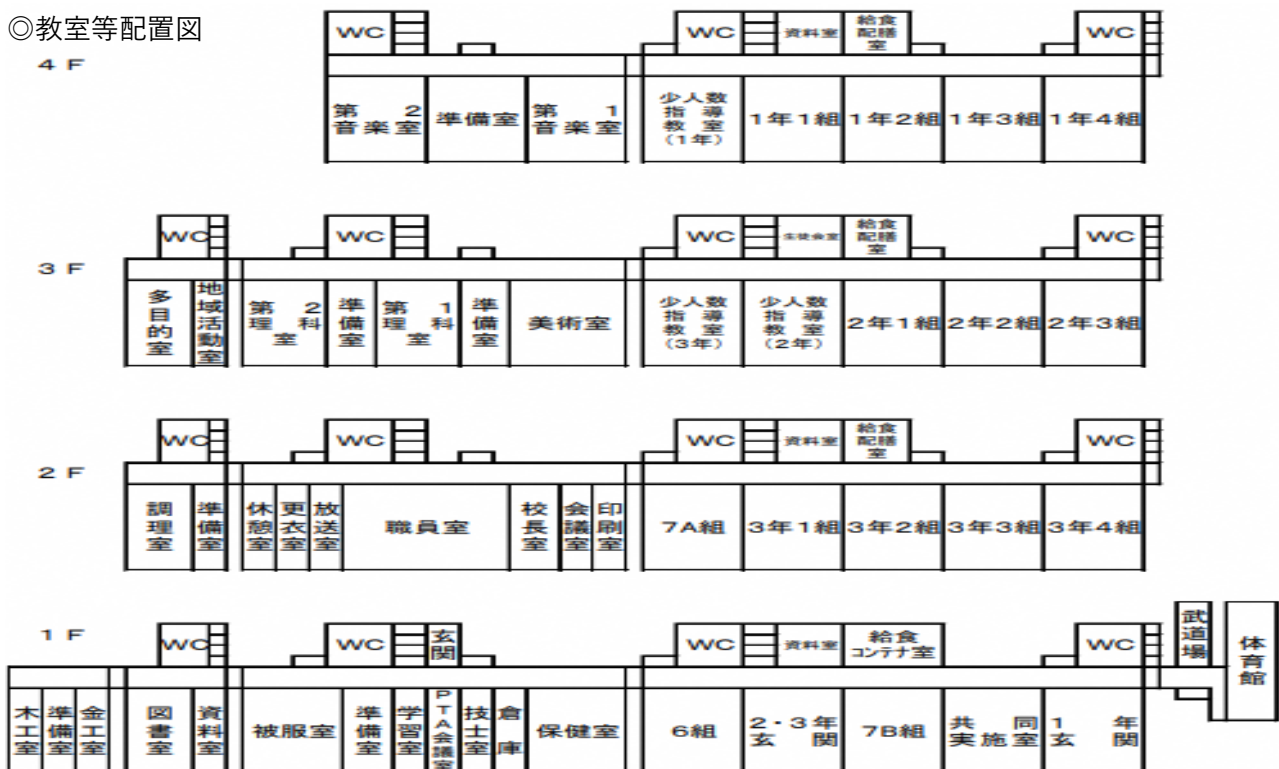 ◎教室等配置図
4F
WC
WC
資料室
給食配膳室
WC
第2音楽室
準備室
第1音楽室
少人数指導教室(1年)
1年1組
1年2組
1年3組
1年4組
3F
WC
WC
WC
生徒会室
給食配膳室
WC
多目的室
地域活動室
第2理科室
準備室
第1理科室
準備室
美術室
少人数指導教室(3年)
少人数指導教室(2年)
2年1組
2年2組
2年3組
2F
WC
WC
WC
資料室
給食配膳室
WC
調理室
準備室
休憩室
更衣室
放送室
職員室
校長室
会議室
印刷室
7A組
3年1組
3年2組
3年3組
3年4組
1F
WC
WC
玄関
WC
資料室
給食コンテナ室
WC
武道場
体育館
木工室
準備室
金工室
図書室
資料室
被服室
準備室
学習室
PTA会議室
技士室
倉庫
保健室
6組
2・3年玄関
7B組
共同実施室
1年玄関